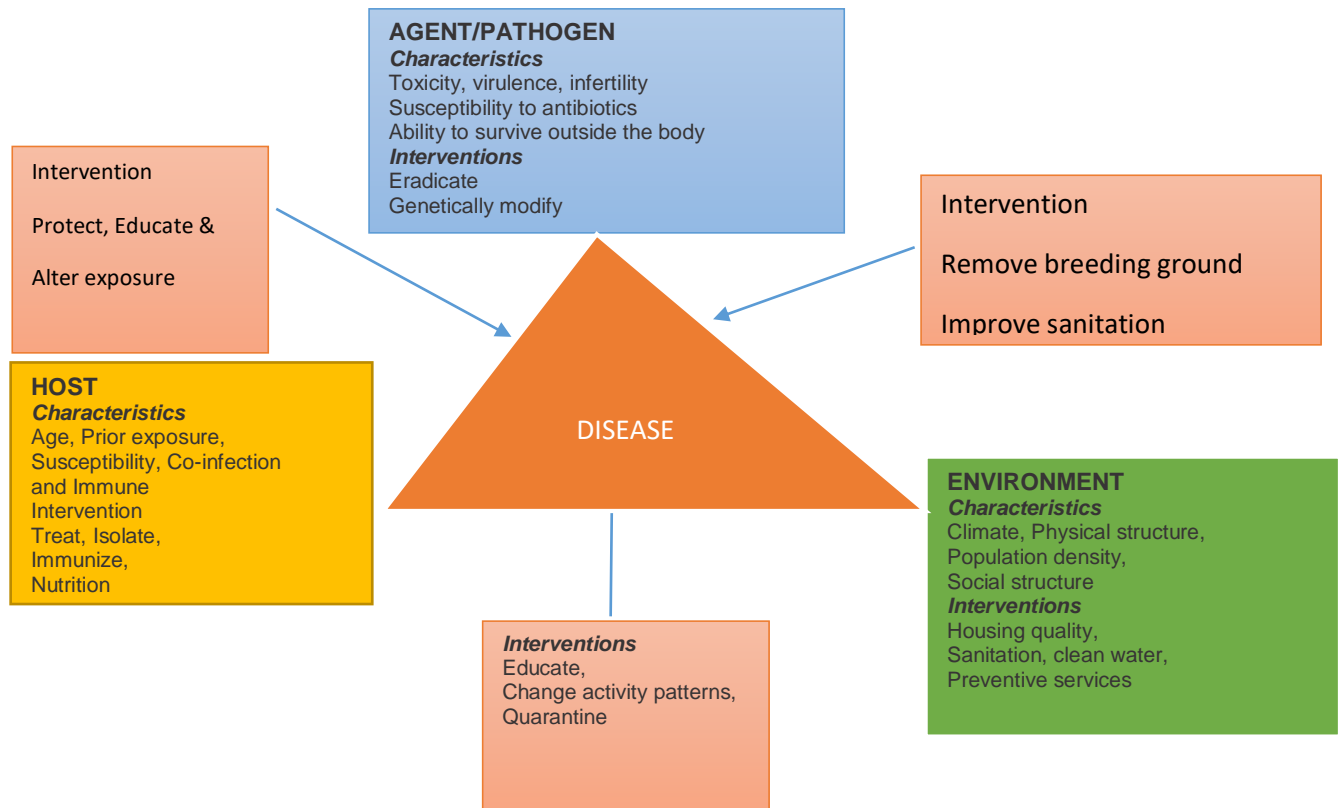 AGENT/PATHOGEN
Characteristics
Toxicity, virulence, infertility
Susceptibility to antibiotics
Ability to survive outside the body
Interventions
Eradicate
Genetically modify
Intervention
Protect, Educate &
Alter exposure
Intervention
Remove breeding ground
Improve sanitation
HOST
Characteristics
Age, Prior exposure,
Susceptibility, Co-infection
and Immune
Intervention
Treat, Isolate,
Immunize,
Nutrition
DISEASE
ENVIRONMENT
Characteristics
Climate, Physical structure,
Population density,
Social structure
Interventions
Housing quality,
Sanitation, clean water,
Preventive services
Interventions
Educate,
Change activity patterns,
Quarantine